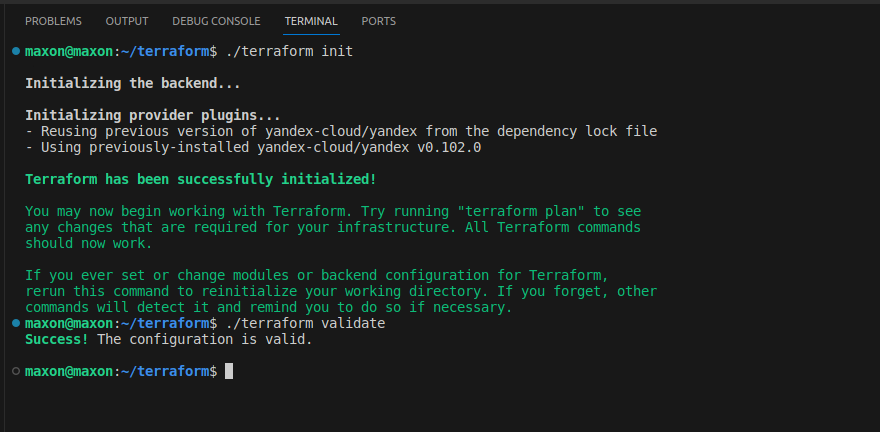 PROBLEMS OUTPUT DEBUG CONSOLE TERMINAL PORTS
maxon@maxon:~/terraform$ ./terraform init
Initializing the backend...
Initializing provider plugins...
- Reusing previous version of yandex-cloud/yandex from the dependency lock file
- Using previously-installed yandex-cloud/yandex v0.102.0
Terraform has been successfully initialized!
You may now begin working with Terraform. Try running "terraform plan" to see
any changes that are required for your infrastructure. All Terraform commands
should now work.
If you ever set or change modules or backend configuration for Terraform,
rerun this command to reinitialize your working directory. If you forget, other
commands will detect it and remind you to do so if necessary.
maxon@maxon:~/terraform$ ./terraform validate
Success! The configuration is valid.
maxon@maxon:~/terraform$